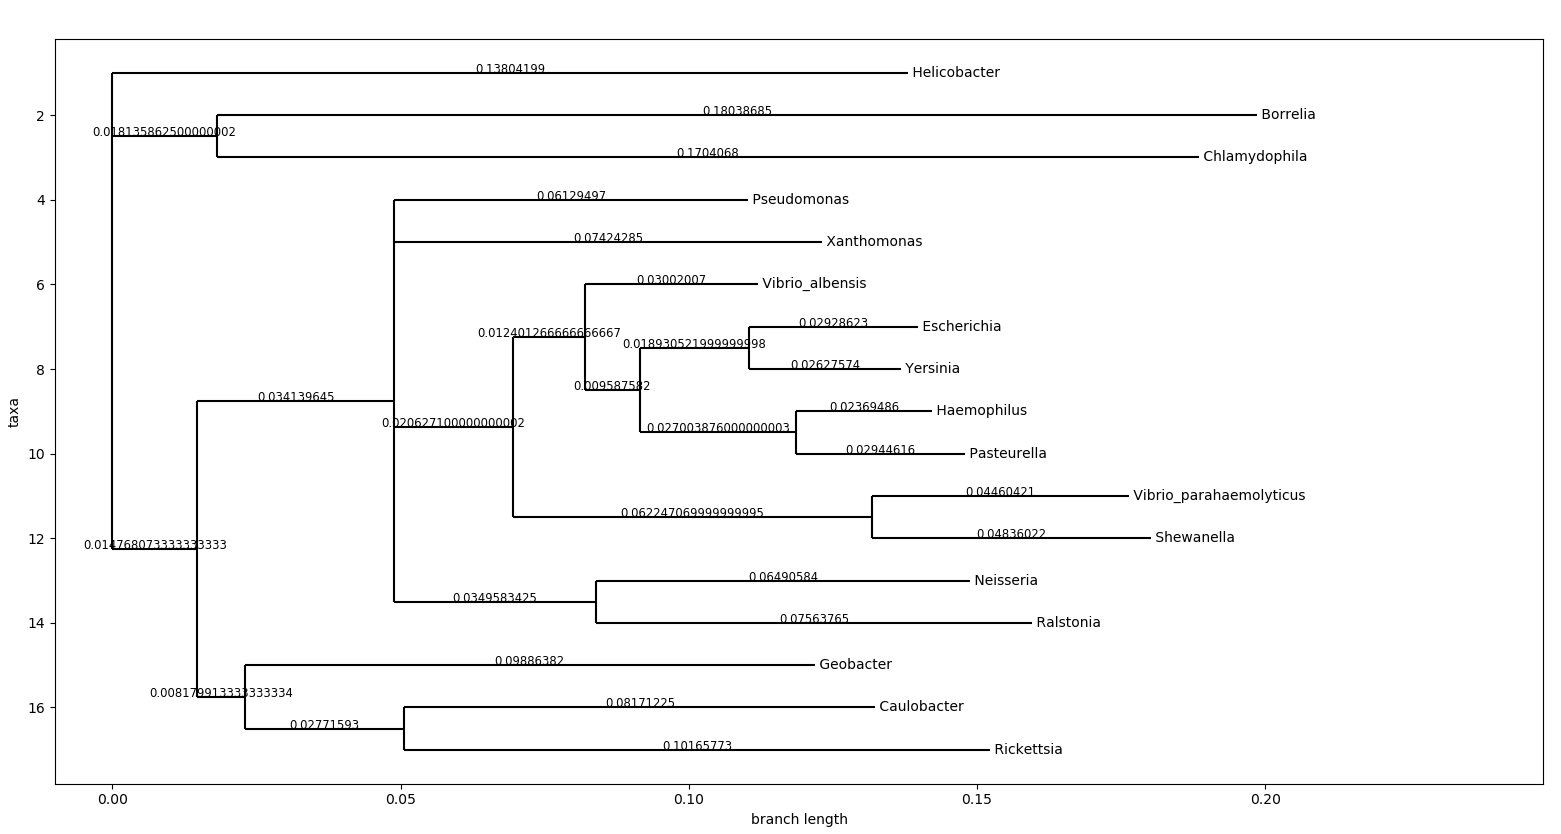 0.13804199
Helicobacter
0.18038685
Borrelia
2
0.018135862500000002
0.1704068
Chlamydophila
0.06129497
4
Pseudomonas
0.07424285
Xanthomonas
0.03002007
6
Vibrio_albensis
0.02928623
Escherichia
0.012401266666666667
0.018930521999999998
0.02627574
8
Yersinia
0.009587582
0.034139645
0.02369486
Haemophilus
taxa
0.020627100000000002
0.027003876000000003
0.02944616
10
Pasteurella
0.04460421
Vibrio_parahaemolyticus
0.062247069999999995
0.04836022
12
Shewanella
0.014768073333333333
0.06490584
Neisseria
0.0349583425
0.07563765
14
Ralstonia
0.09886382
Geobacter
0.008179913333333334
0.08171225
16
Caulobacter
0.02771593
0.10165773
Rickettsia
0.00 0.05 0.10 0.15 0.20
branch length